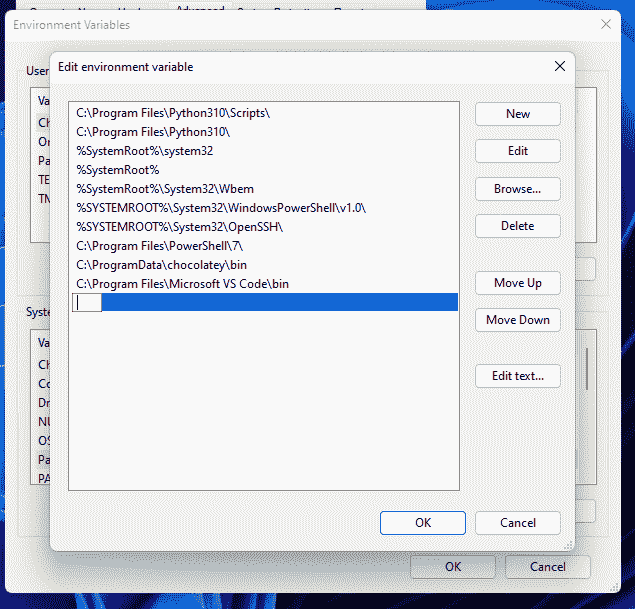 Advanced
Environment Variables
Edit environment variable
User
C:\Program Files\Python310\Scripts\
C:\Program Files\Python310\
%SystemRoot%\system32
%SystemRoot%
%SystemRoot%\System32\Wbem
%SYSTEMROOT%\System32\WindowsPowerShell\v1.0\
%SYSTEMROOT%\System32\OpenSSH\
C:\Program Files\PowerShell\7\
C:\ProgramData\chocolatey\bin
C:\Program Files\Microsoft VS Code\bin
New
Edit
Browse...
Delete
Move Up
Move Down
Edit text...
Va
Ch
On
Pa
TE
TM
Syste
Va
Ch
Co
Dr
NU
OS
Pa
PA
OK
Cancel
OK
Cancel